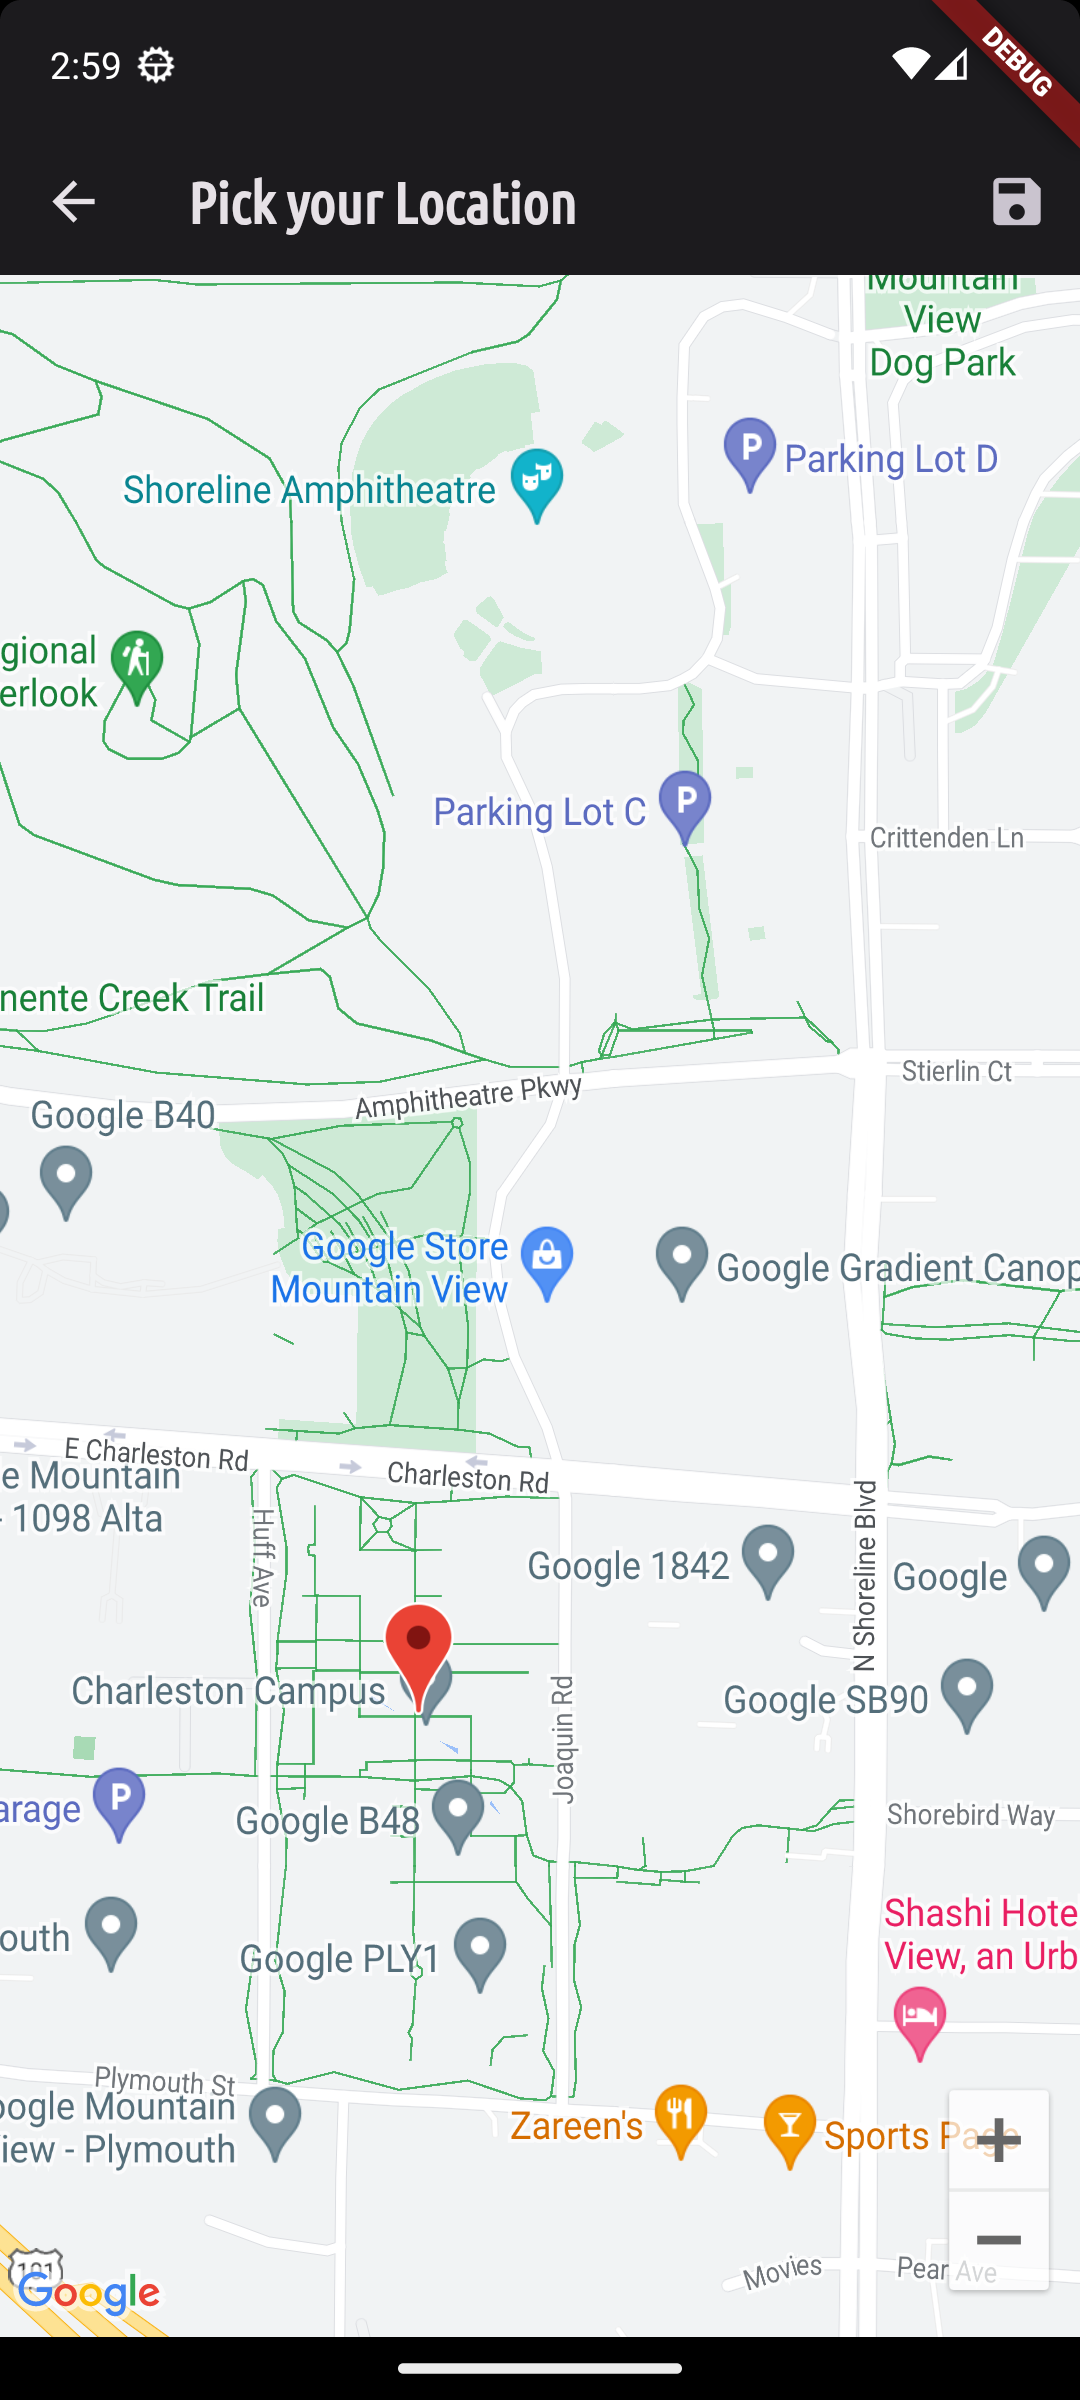 2:59
DEBUG
Pick your Location
Mountain
View
Dog Park
Parking Lot D
Shoreline Amphitheatre
gional
erlook
Parking Lot C
Crittenden Ln
nente Creek Trail
Stierlin Ct
Amphitheatre Pkwy
Google B40
Google Store
Mountain View
Google Gradient Canop
E Charleston Rd
Charleston Rd
e Mountain
- 1098 Alta
Huff Ave
Google 1842
N Shoreline Blvd
Google
Charleston Campus
Joaquin Rd
Google SB90
arage
Google B48
Shorebird Way
outh
Google PLY1
Shashi Hote
View, an Urb
Plymouth St
oogle Mountain
iew - Plymouth
Zareen's
Sports Page
101
Google
Movies
Pear Ave